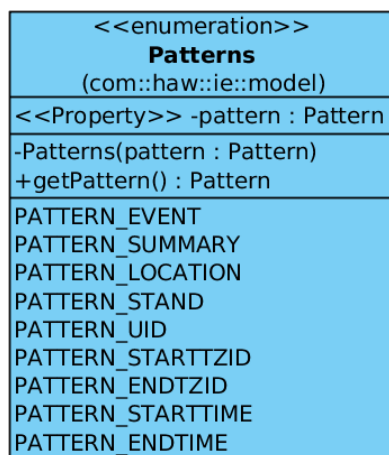 <<enumeration>>
Patterns
(com::haw::ie::model)
<<Property>> -pattern : Pattern
-Patterns(pattern : Pattern)
+getPattern() : Pattern
PATTERN_EVENT
PATTERN_SUMMARY
PATTERN_LOCATION
PATTERN_STAND
PATTERN_UID
PATTERN_STARTTZID
PATTERN_ENDTZID
PATTERN_STARTTIME
PATTERN_ENDTIME